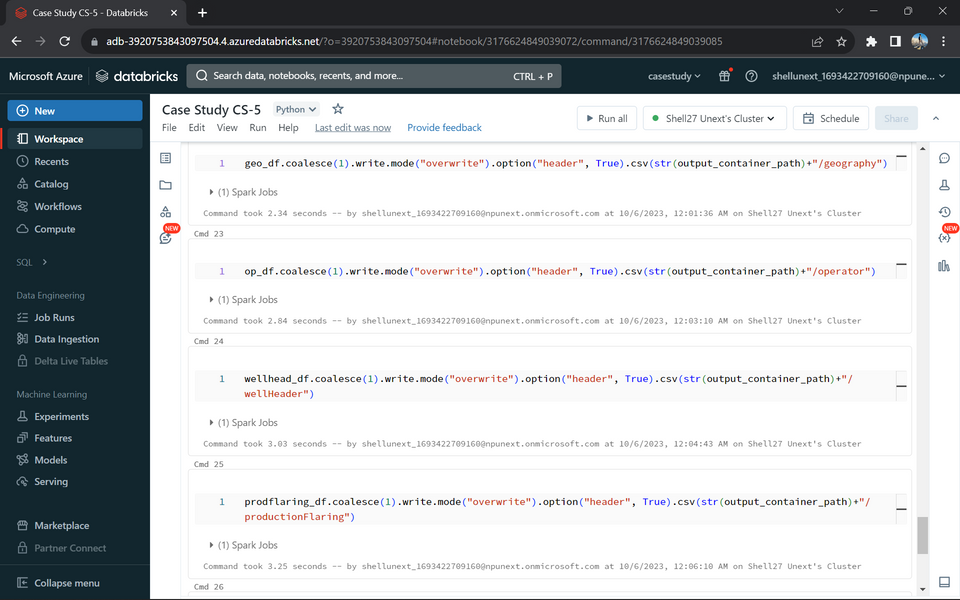 Case Study CS-5 - Databricks
adb-3920753843097504.4.azuredatabricks.net/?o=3920753843097504#notebook/3176624849039072/command/3176624849039085
Microsoft Azure
databricks
Search data, notebooks, recents, and more...
CTRL + P
casestudy
shellunext_1693422709160@npune...
New
Workspace
Recents
Catalog
Workflows
Compute
SQL
Data Engineering
Job Runs
Data Ingestion
Delta Live Tables
Machine Learning
Experiments
Features
Models
Serving
Marketplace
Partner Connect
Collapse menu
Case Study CS-5
Python
File Edit View Run Help Last edit was now Provide feedback
Run all
Shell27 Unext's Cluster
Schedule
Share
NEW
NEW
1 geo_df.coalesce(1).write.mode("overwrite").option("header", True).csv(str(output_container_path)+"/geography")
(1) Spark Jobs
Command took 2.34 seconds -- by shellunext_1693422709160@npunext.onmicrosoft.com at 10/6/2023, 12:01:36 AM on Shell27 Unext's Cluster
Cmd 23
1 op_df.coalesce(1).write.mode("overwrite").option("header", True).csv(str(output_container_path)+"/operator")
(1) Spark Jobs
Command took 2.84 seconds -- by shellunext_1693422709160@npunext.onmicrosoft.com at 10/6/2023, 12:03:10 AM on Shell27 Unext's Cluster
Cmd 24
1 wellhead_df.coalesce(1).write.mode("overwrite").option("header", True).csv(str(output_container_path)+"/
wellHeader")
(1) Spark Jobs
Command took 3.03 seconds -- by shellunext_1693422709160@npunext.onmicrosoft.com at 10/6/2023, 12:04:43 AM on Shell27 Unext's Cluster
Cmd 25
1 prodflaring_df.coalesce(1).write.mode("overwrite").option("header", True).csv(str(output_container_path)+"/
productionFlaring")
(1) Spark Jobs
Command took 3.25 seconds -- by shellunext_1693422709160@npunext.onmicrosoft.com at 10/6/2023, 12:06:10 AM on Shell27 Unext's Cluster
Cmd 26